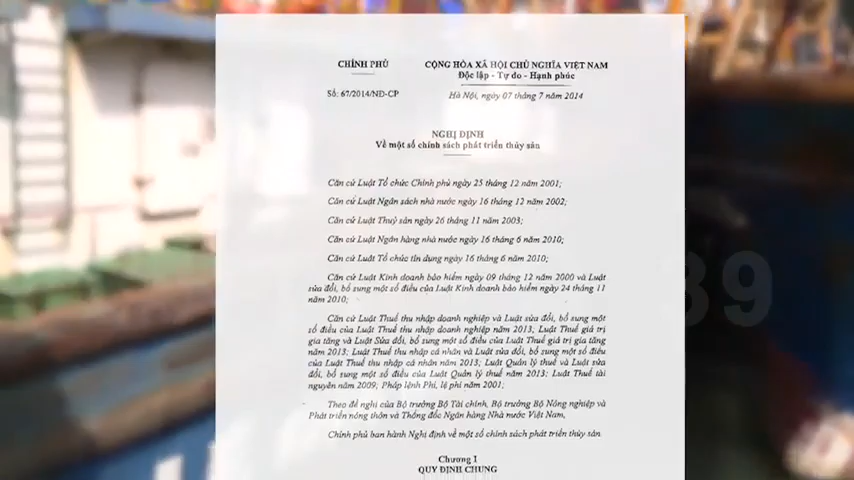 CHÍNH PHỦ
CỘNG HÒA XÃ HỘI CHỦ NGHĨA VIỆT NAM
Độc lập - Tự do - Hạnh phúc
Số: 67/2014/NĐ-CP
Hà Nội, ngày 07 tháng 7 năm 2014
NGHỊ ĐỊNH
Về một số chính sách phát triển thủy sản
Căn cứ Luật Tổ chức Chính phủ ngày 25 tháng 12 năm 2001;
Căn cứ Luật Ngân sách nhà nước ngày 16 tháng 12 năm 2002;
Căn cứ Luật Thuỷ sản ngày 26 tháng 11 năm 2003;
Căn cứ Luật Ngân hàng nhà nước ngày 16 tháng 6 năm 2010;
Căn cứ Luật Tổ chức tín dụng ngày 16 tháng 6 năm 2010;
Căn cứ Luật Kinh doanh bảo hiểm ngày 09 tháng 12 năm 2000 và Luật
sửa đổi, bổ sung một số điều của Luật Kinh doanh bảo hiểm ngày 24 tháng 11
năm 2010;
Căn cứ Luật Thuế thu nhập doanh nghiệp và Luật sửa đổi, bổ sung một
số điều của Luật Thuế thu nhập doanh nghiệp năm 2013; Luật Thuế giá trị
gia tăng và Luật Sửa đổi, bổ sung một số điều của Luật Thuế giá trị gia tăng
năm 2013; Luật Thuế thu nhập cá nhân và Luật sửa đổi, bổ sung một số điều
của Luật Thuế thu nhập cá nhân năm 2013; Luật Quản lý thuế và Luật sửa
đổi, bổ sung một số điều của Luật Quản lý thuế năm 2013; Luật Thuế tài
nguyên năm 2009; Pháp lệnh Phí, lệ phí năm 2001;
Theo đề nghị của Bộ trưởng Bộ Tài chính, Bộ trưởng Bộ Nông nghiệp và
Phát triển nông thôn và Thống đốc Ngân hàng Nhà nước Việt Nam,
Chính phủ ban hành Nghị định về một số chính sách phát triển thủy sản
Chương I
QUY ĐỊNH CHUNG